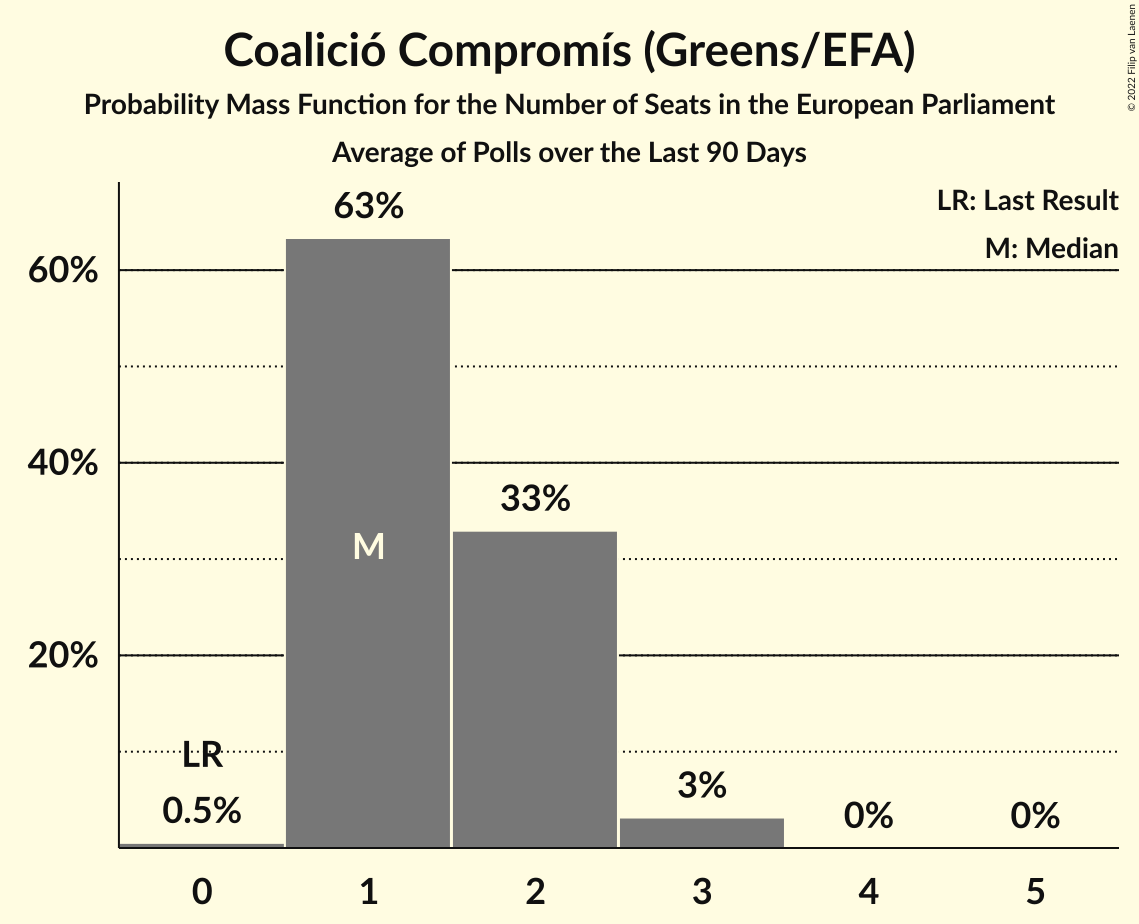 Coalició Compromís (Greens/EFA)
Probability Mass Function for the Number of Seats in the European Parliament
Average of Polls over the Last 90 Days
© 2022 Filip van Laenen
LR: Last Result
M: Median
63%
60%
40%
33%
M
20%
LR
0.5%
3%
0%
0%
0 1 2 3 4 5